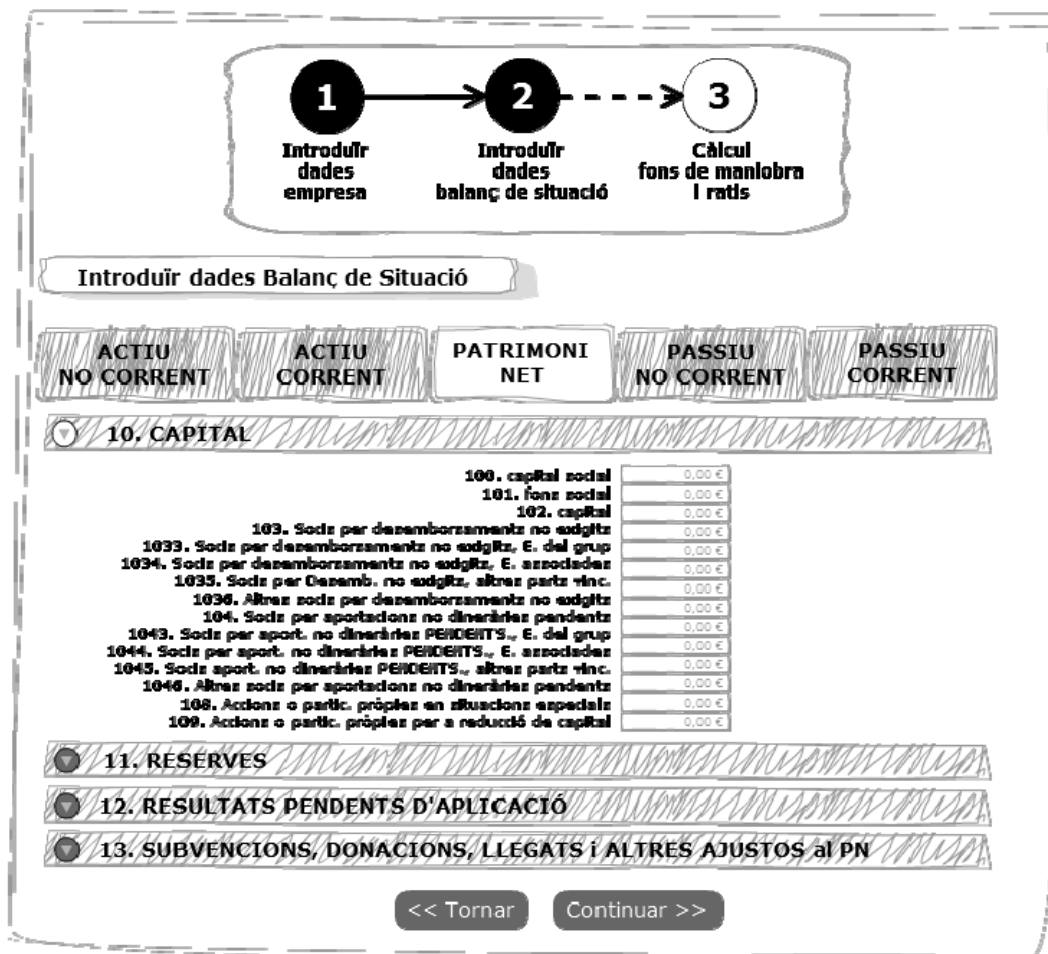 1
2
3
Introduïr
dades
empresa
Introduïr
dades
balanç de situació
Càlcul
fons de maniobra
i ratis
Introduïr dades Balanç de Situació
ACTIU
NO CORRENT
ACTIU
CORRENT
PATRIMONI
NET
PASSIU
NO CORRENT
PASSIU
CORRENT
10. CAPITAL
100. capital social 0,00 €
101. fons social 0,00 €
102. capital 0,00 €
103. Socis per desemborsaments no exigits 0,00 €
1033. Socis per desemborsaments no exigits, E. del grup 0,00 €
1034. Socis per desemborsaments no exigits, E. associades 0,00 €
1035. Socis per Desemb. no exigits, altres parts vinc. 0,00 €
1036. Altres socis per desemborsaments no exigits 0,00 €
104. Socis per aportacions no dineràries pendents 0,00 €
1043. Socis per aport. no dineràries PENDENTS., E. del grup 0,00 €
1044. Socis per aport. no dineràries PENDENTS., E. associades 0,00 €
1045. Socis aport. no dineràries PENDENTS., altres parts vinc. 0,00 €
1046. Altres socis per aportacions no dineràries pendents 0,00 €
108. Accions o partic. pròpies en situacions especials 0,00 €
109. Accions o partic. pròpies per a reducció de capital
11. RESERVES
12. RESULTATS PENDENTS D'APLICACIÓ
13. SUBVENCIONS, DONACIONS, LLEGATS i ALTRES AJUSTOS al PN
<< Tornar
Continuar >>